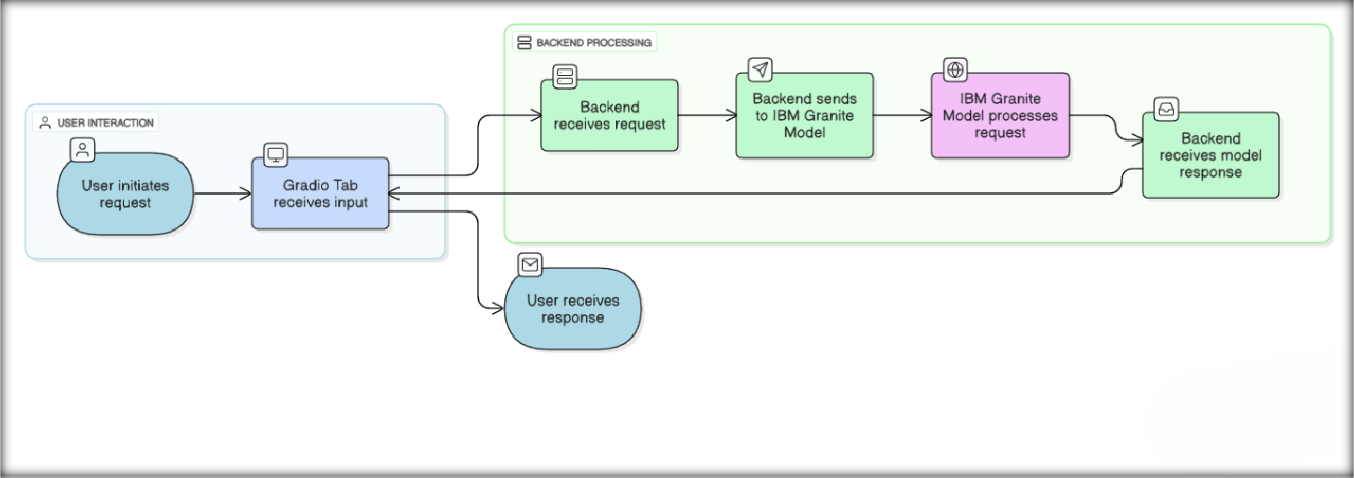 BACKEND PROCESSING
USER INTERACTION
User initiates
request
Gradio Tab
receives input
Backend
receives request
Backend sends
to IBM Granite
Model
IBM Granite
Model processes
request
Backend
receives model
response
User receives
response